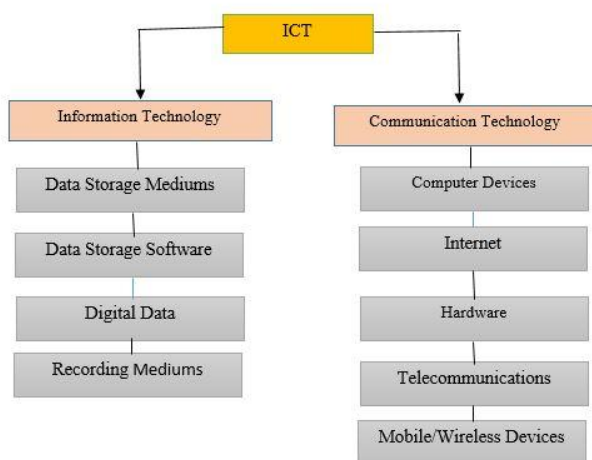 ICT
Information Technology
Data Storage Mediums
Data Storage Software
Digital Data
Recording Mediums
Communication Technology
Computer Devices
Internet
Hardware
Telecommunications
Mobile/Wireless Devices